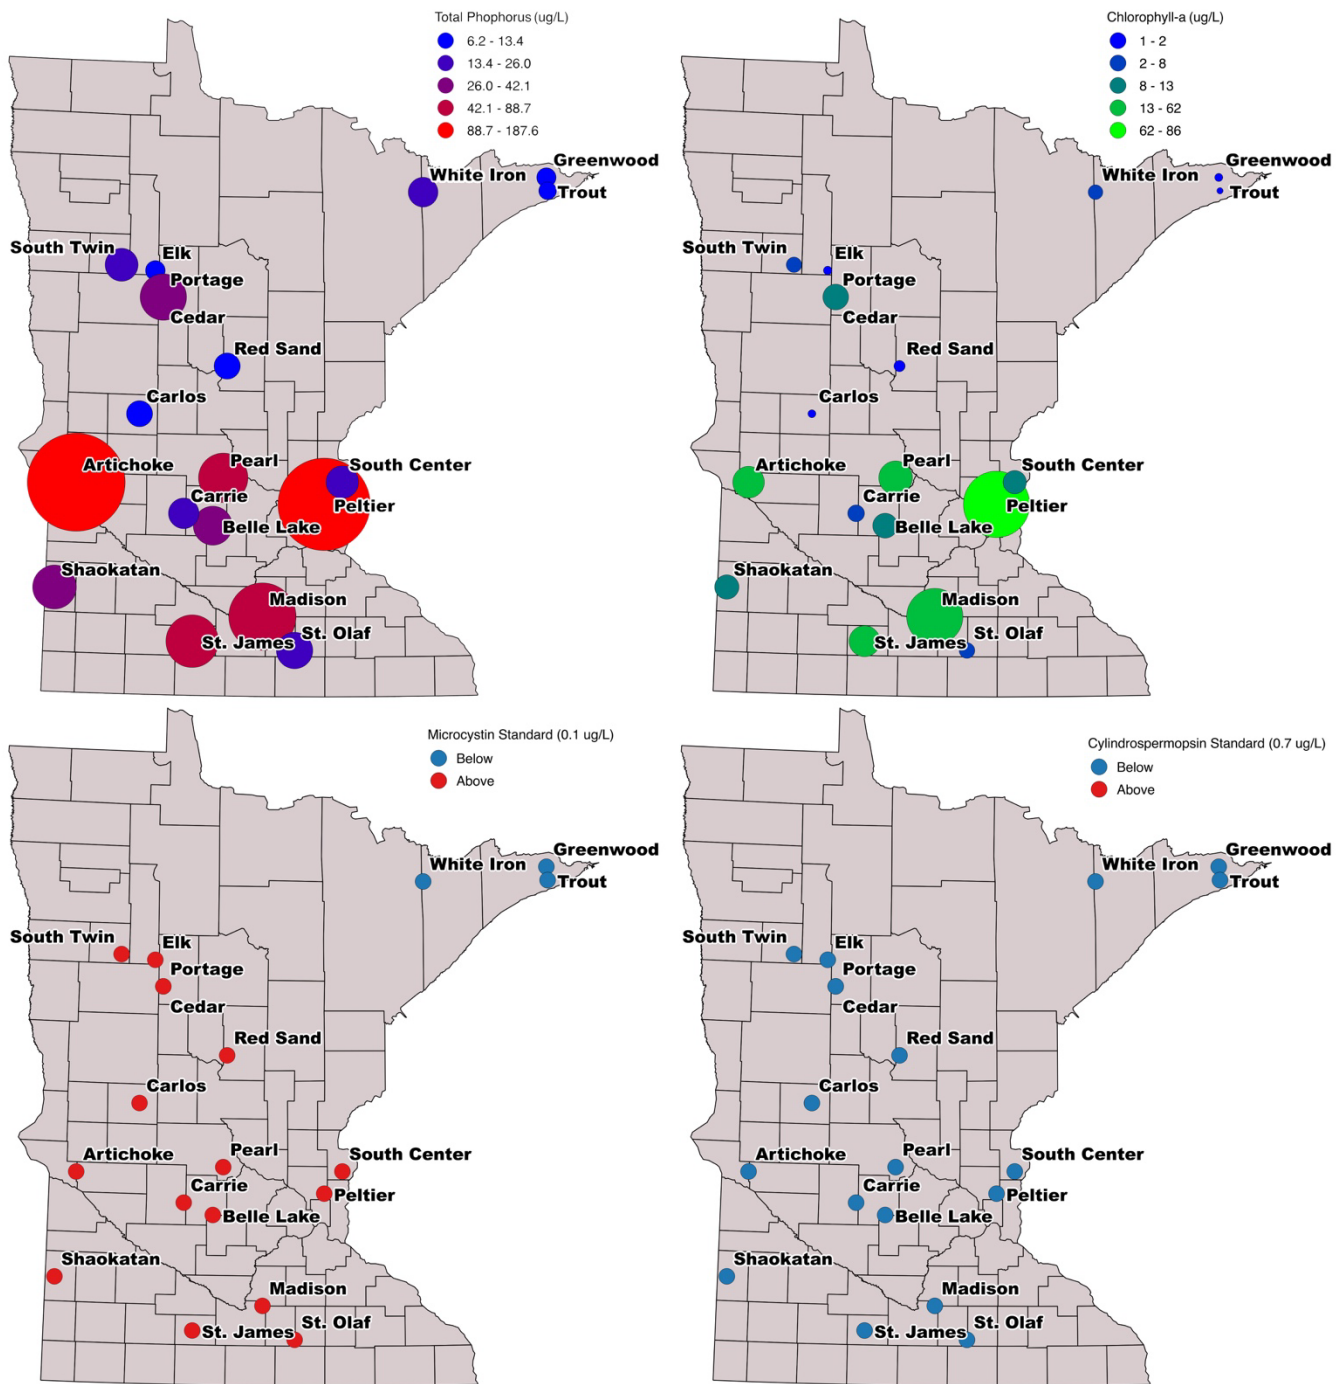 Total Phophorus (ug/L)
6.2 - 13.4
13.4 - 26.0
26.0 - 42.1
42.1 - 88.7
88.7 - 187.6
Greenwood
White Iron
Trout
South Twin
Elk
Portage
Cedar
Red Sand
Carlos
Artichoke
Pearl
South Center
Carrie
Peltier
Belle Lake
Shaokatan
Madison
St. Olaf
St. James
Chlorophyll-a (ug/L)
1 - 2
2 - 8
8 - 13
13 - 62
62 - 86
Greenwood
White Iron
Trout
South Twin
Elk
Portage
Cedar
Red Sand
Carlos
Artichoke
Pearl
South Center
Carrie
Peltier
Belle Lake
Shaokatan
Madison
St. Olaf
St. James
Microcystin Standard (0.1 ug/L)
Below
Above
Greenwood
White Iron
Trout
South Twin
Elk
Portage
Cedar
Red Sand
Carlos
Artichoke
Pearl
South Center
Carrie
Peltier
Belle Lake
Shaokatan
Madison
St. Olaf
St. James
Cylindrospermopsin Standard (0.7 ug/L)
Below
Above
Greenwood
White Iron
Trout
South Twin
Elk
Portage
Cedar
Red Sand
Carlos
Artichoke
Pearl
South Center
Carrie
Peltier
Belle Lake
Shaokatan
Madison
St. Olaf
St. James